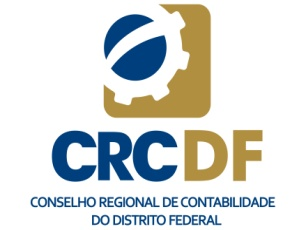 CRCDF
CONSELHO REGIONAL DE CONTABILIDADE
DO DISTRITO FEDERAL